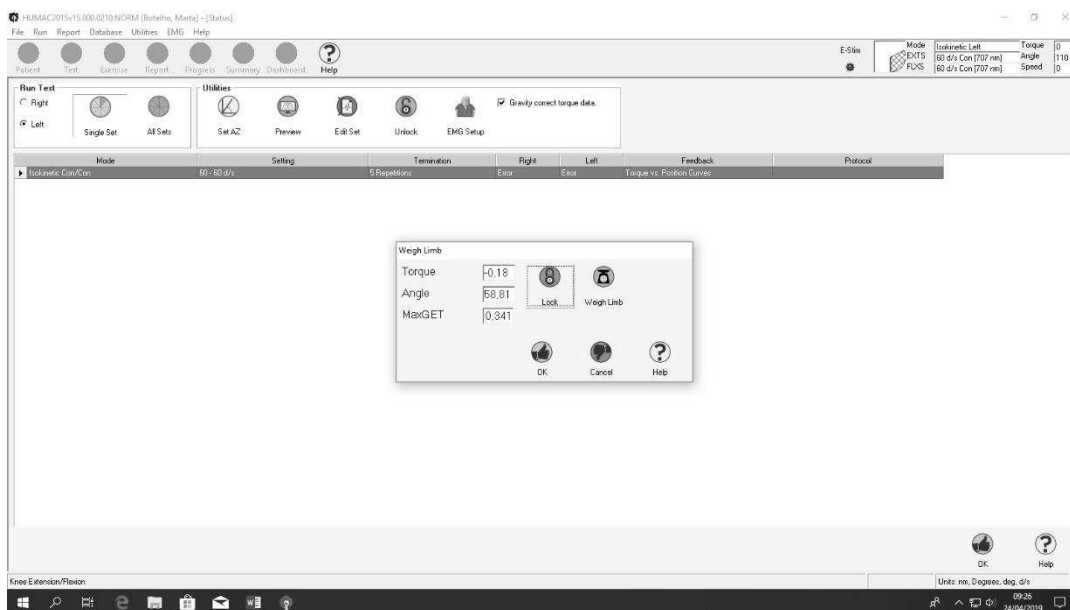 HUMAC2015v15.000.0210:NORM [Botelho, Marta] - [Status]
File Run Report Database Utilities EMG Help
Patient Test Exercise Report Progress Summary Dashboard Help
E-Stim
Mode Isokinetic Left Torque 0
EXTS 60 d/s Con [707 nm] Angle 110
FLXS 60 d/s Con [707 nm] Speed 0
Run Test
Right
Left
Single Set All Sets
Utilities
Set AZ Preview Edit Set Unlock EMG Setup
Gravity correct torque data.
Mode Setting Termination Right Left Feedback Protocol
Isokinetic Con/Con 60 - 60 d/s 5 Repetitions Error Error Torque vs. Position Curves
Weigh Limb
Torque -0,18
Angle 58,81
MaxGET 0,341
Lock Weigh Limb
OK Cancel Help
OK Help
Knee Extension/Flexion Units: nm, Degrees, deg, d/s
09:26
24/04/2019